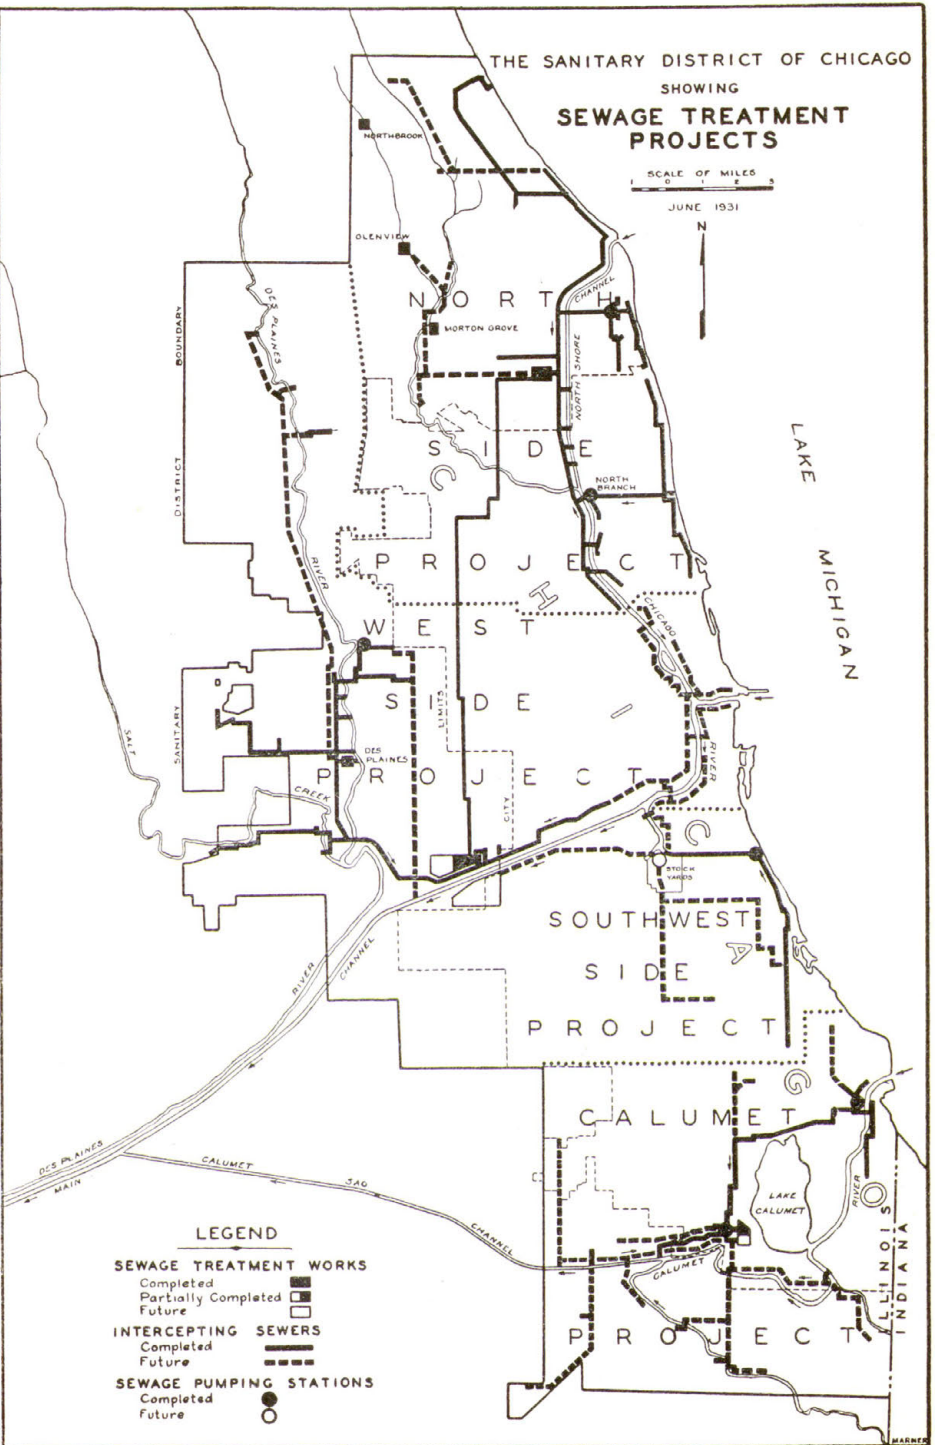 THE SANITARY DISTRICT OF CHICAGO
SHOWING
SEWAGE TREATMENT
PROJECTS
SCALE OF MILES
1 0 1 2 3
JUNE 1931
N
NORTHBROOK
GLENVIEW
NORTH
CHANNEL
DES PLAINES
MORTON GROVE
BOUNDARY
NORTH SHORE
LAKE
MICHIGAN
SIDE
DISTRICT
NORTH
BRANCH
PROJECT
RIVER
CHICAGO
WEST
SIDE
LIMITS
SANITARY
SALT
DES
PLAINES
RIVER
PROJECT
CREEK
CITY
STOCK
YARDS
SOUTHWEST
SIDE
RIVER
CHANNEL
PROJECT
CHICAGO
CALUMET
DES PLAINES
MAIN
CALUMET
SAG
CHANNEL
LAKE
CALUMET
RIVER
CALUMET
ILLINOIS
INDIANA
PROJECT
LEGEND
SEWAGE TREATMENT WORKS
Completed
Partially Completed
Future
INTERCEPTING SEWERS
Completed
Future
SEWAGE PUMPING STATIONS
Completed
Future
MARNER